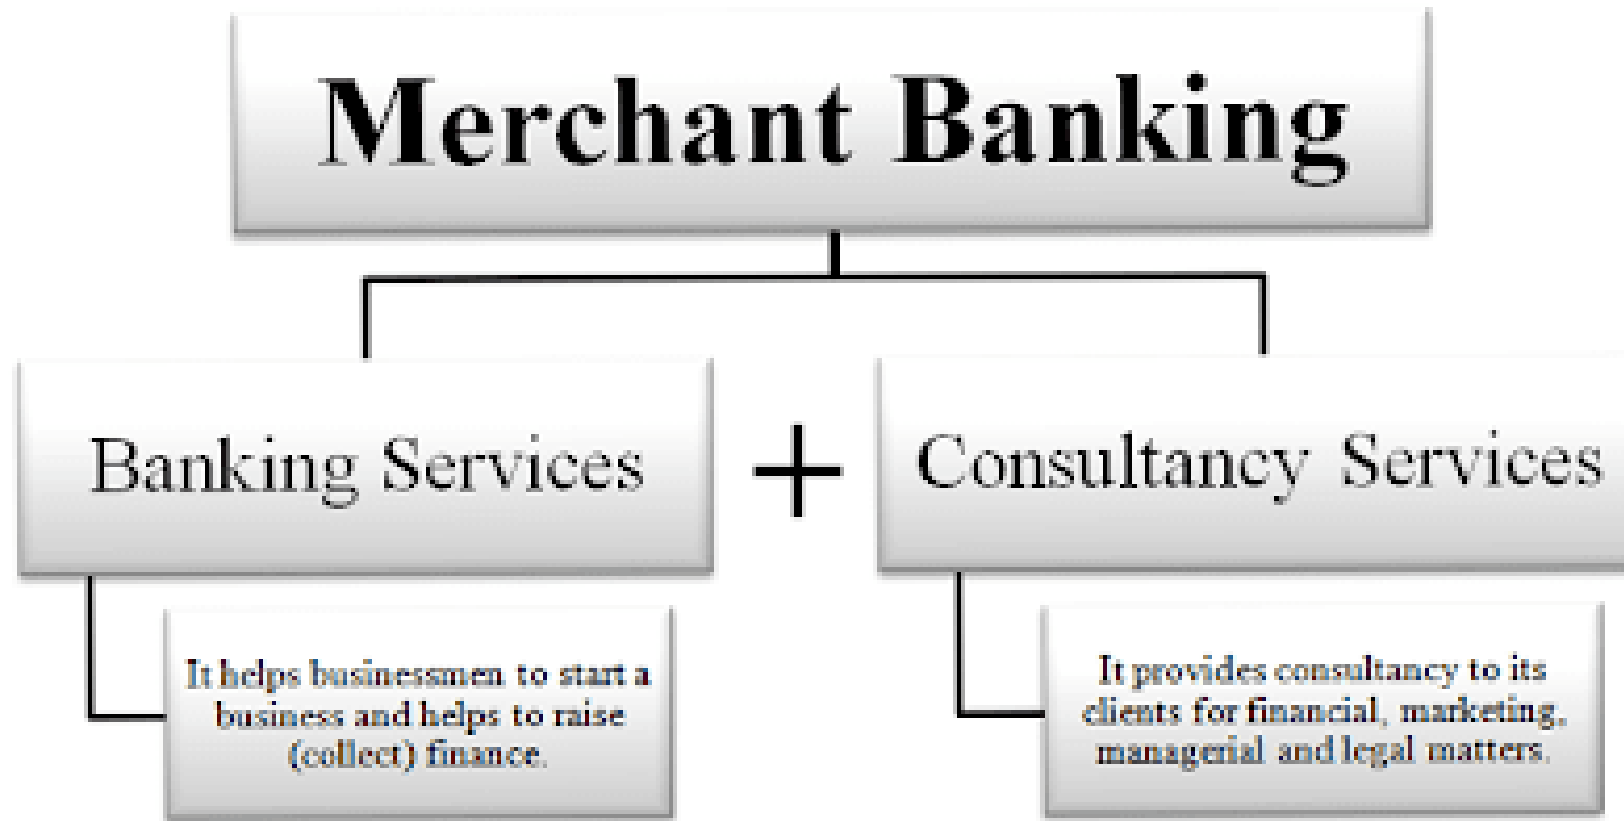 Merchant Banking
Banking Services
+
Consultancy Services
It helps businessmen to start a
business and helps to raise
(collect) finance.
It provides consultancy to its
clients for financial, marketing,
managerial and legal matters.